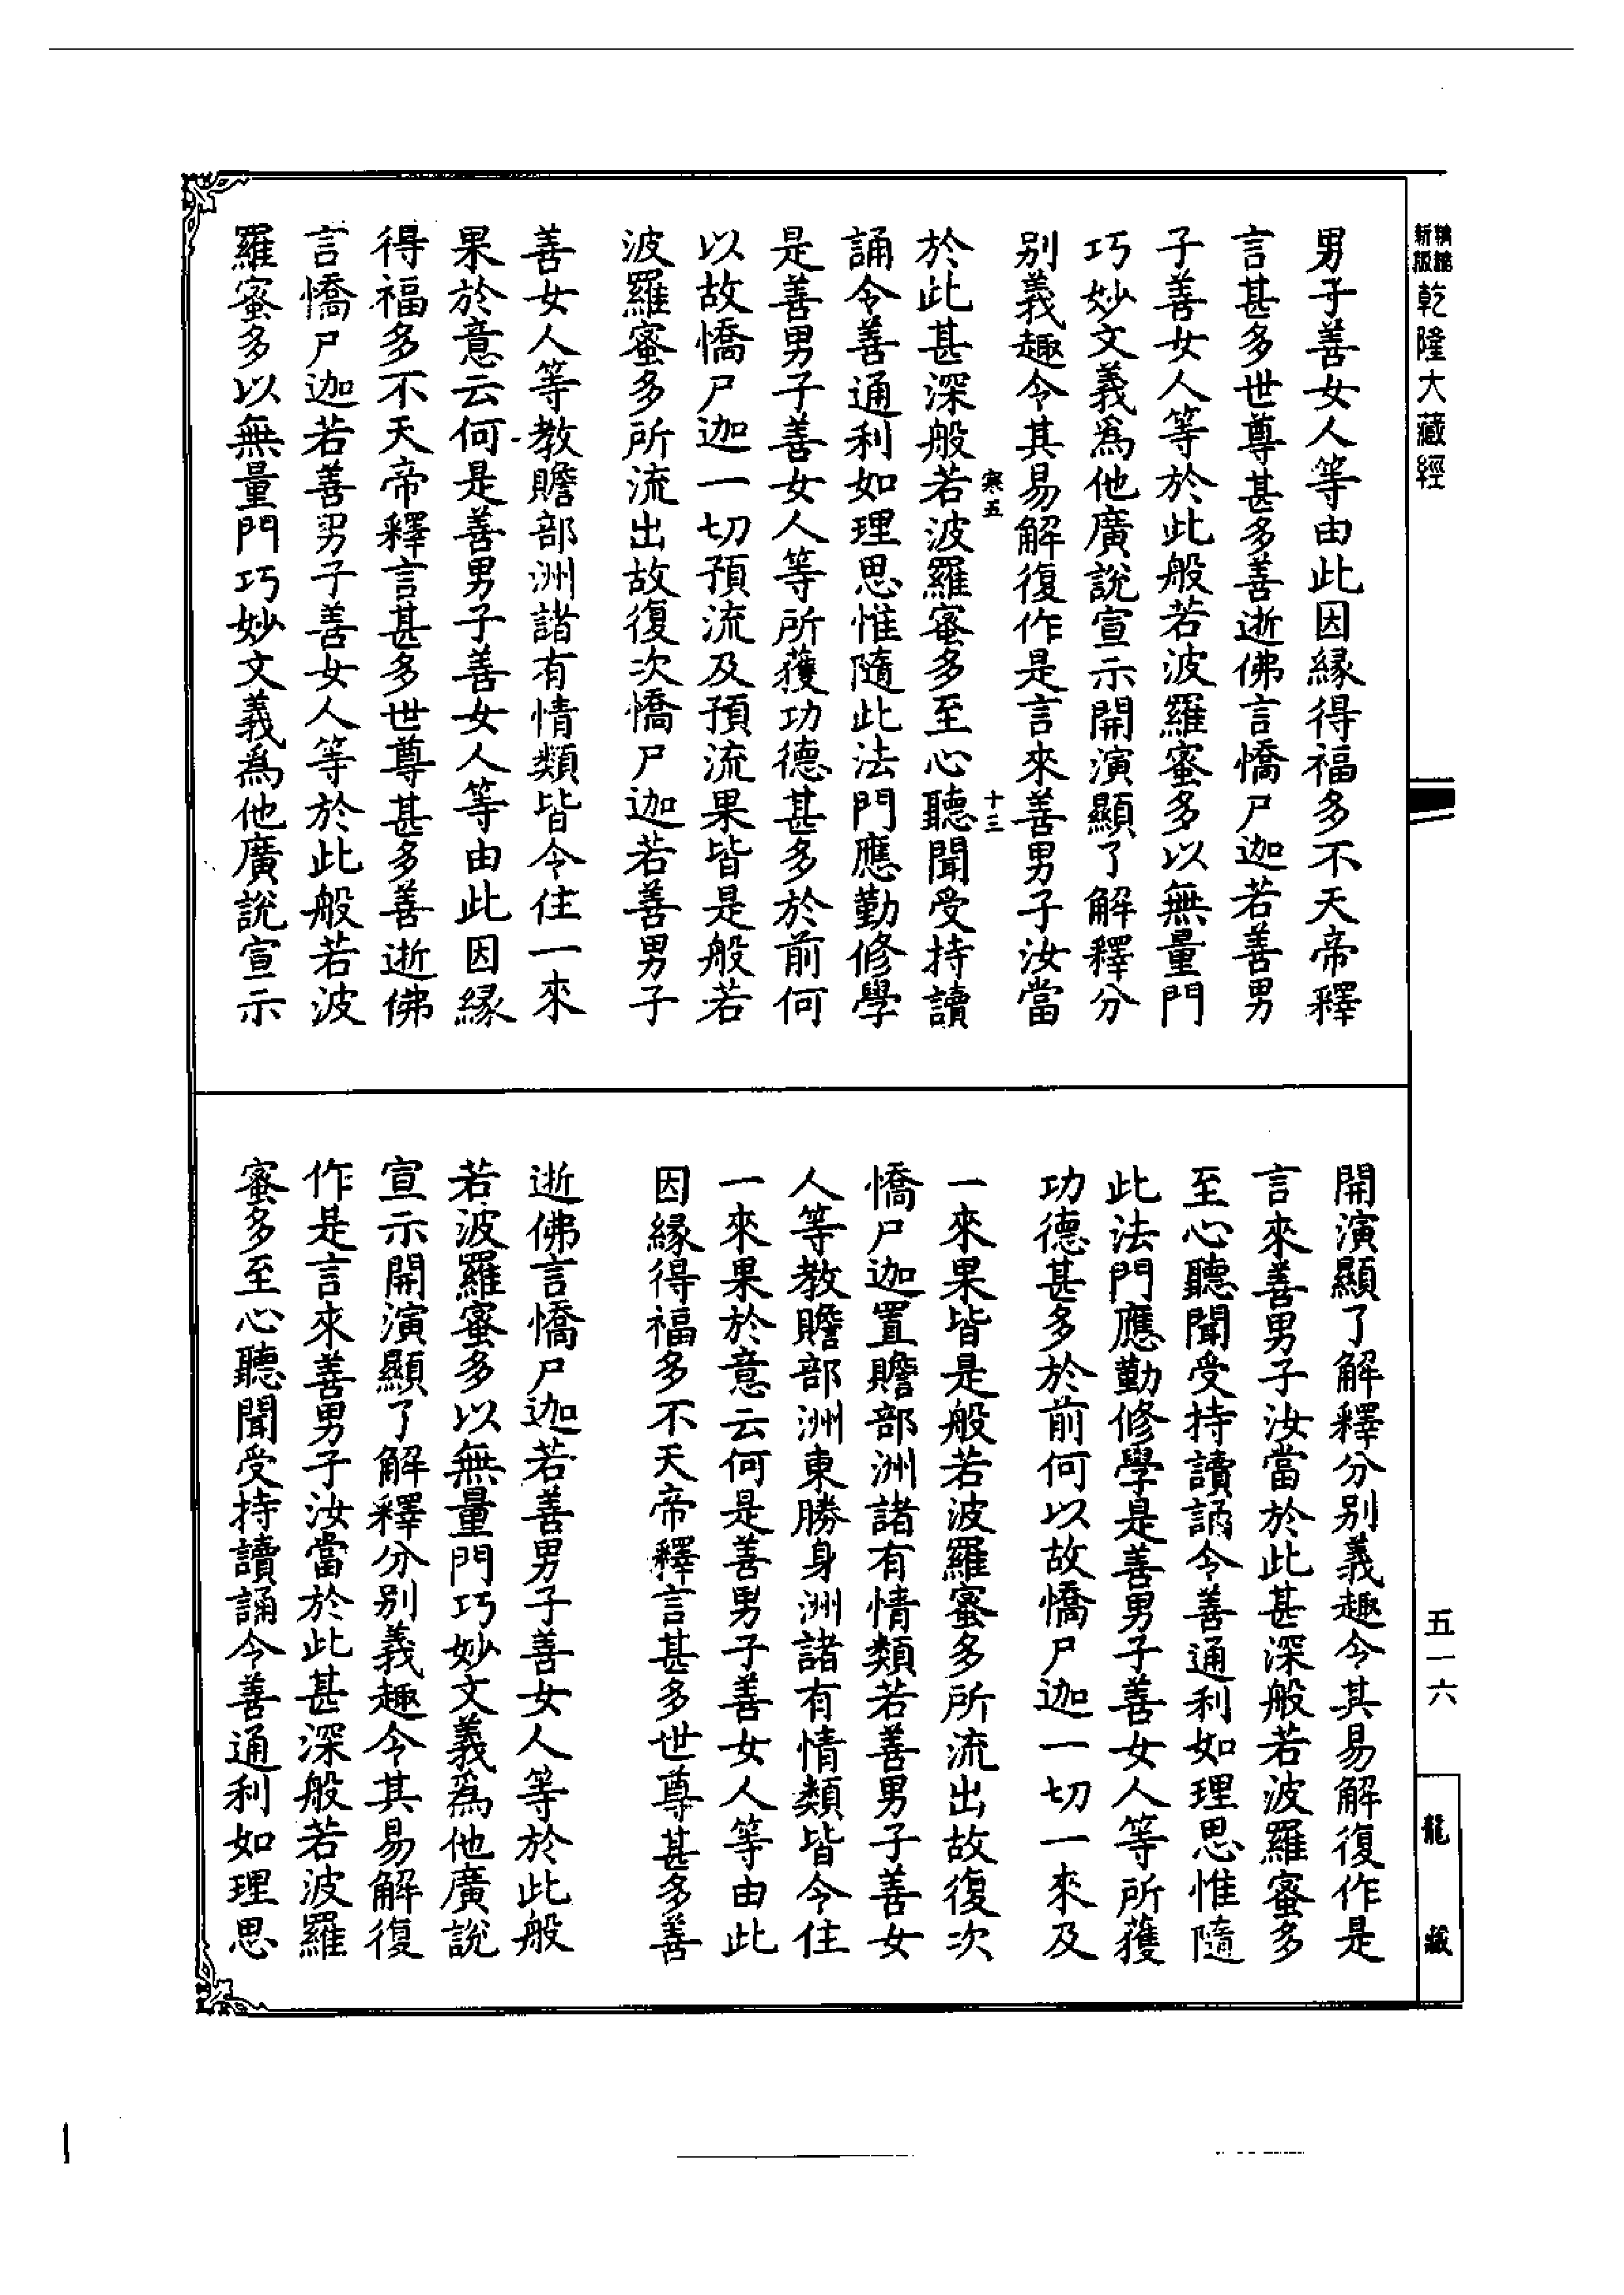 新版
乾隆大藏經
男子善女人等由此因緣得福多不天帝釋
言甚多世尊甚多善逝佛言憍尸迦若善男
子善女人等於此般若波羅蜜多以無量門
巧妙文義爲他廣說宣示開演顯了解釋分
别義趣令其易解復作是言來善男子汝當
寒五
十三
於此甚深般若波羅蜜多至心聽聞受持讀
誦令善通利如理思惟隨此法門應勤修學
是善男子善女人等所獲功德甚多於前何
以故憍尸迦一切預流及預流果皆是般若
波羅蜜多所流出故復次憍尸迦若善男子
善女人等教贍部洲諸有情類皆令住一來
果於意云何是善男子善女人等由此因緣
得福多不天帝釋言甚多世尊甚多善逝佛
言憍尸迦若善男子善女人等於此般若波
羅蜜多以無量門巧妙文義爲他廣說宣示
開演顯了解釋分别義趣令其易解復作是
言來善男子汝當於此甚深般若波羅蜜多
至心聽聞受持讀誦令善通利如理思惟隨
此法門應勤修學是善男子善女人等所獲
功德甚多於前何以故憍尸迦一切一來及
一來果皆是般若波羅蜜多所流出故復次
憍尸迦置贍部洲諸有情類若善男子善女
人等教贍部洲東勝身洲諸有情類皆令住
一來果於意云何是善男子善女人等由此
因緣得福多不天帝釋言甚多世尊甚多善
逝佛言憍尸迦若善男子善女人等於此般
若波羅蜜多以無量門巧妙文義爲他廣說
宣示開演顯了解釋分别義趣令其易解復
作是言來善男子汝當於此甚深般若波羅
蜜多至心聽聞受持讀誦令善通利如理思
五一六
龍藏